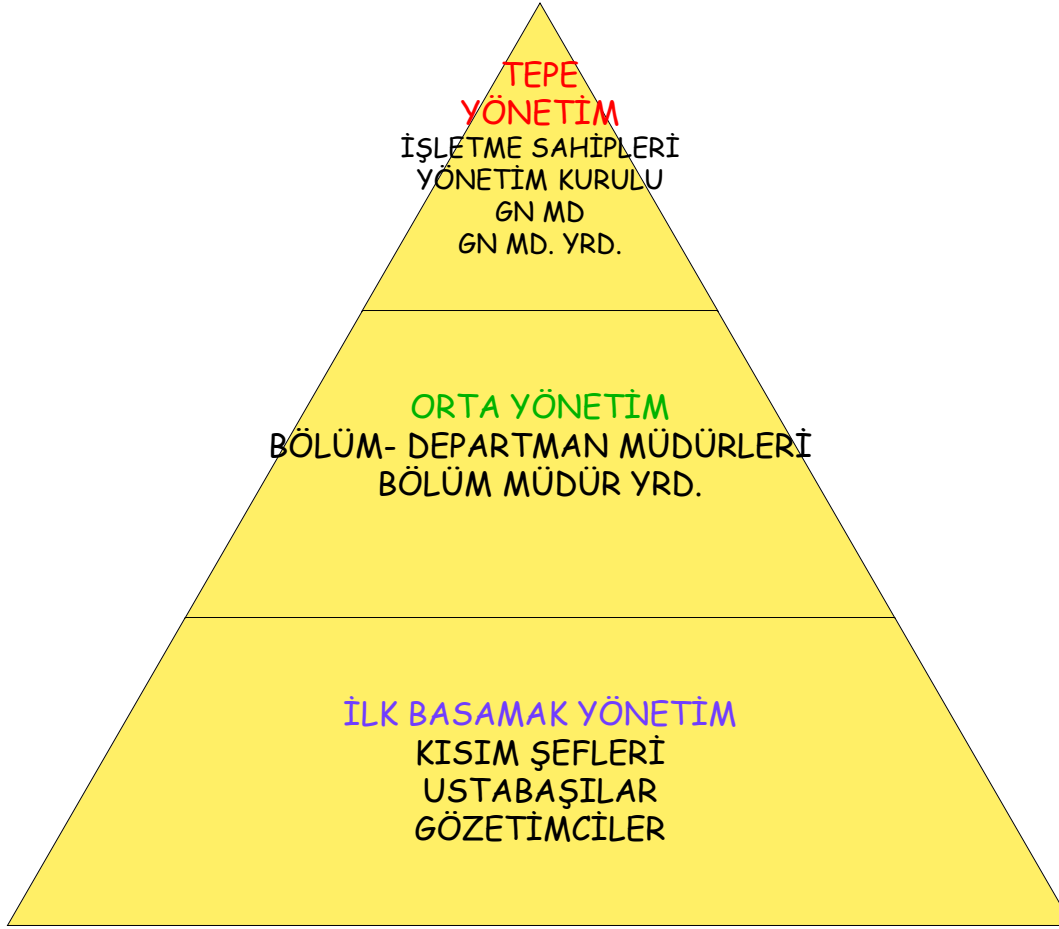 TEPE
YÖNETİM
İŞLETME SAHİPLERİ
YÖNETİM KURULU
GN MD
GN MD. YRD.
ORTA YÖNETİM
BÖLÜM- DEPARTMAN MÜDÜRLERİ
BÖLÜM MÜDÜR YRD.
İLK BASAMAK YÖNETİM
KISIM ŞEFLERİ
USTABAŞILAR
GÖZETİMCİLER